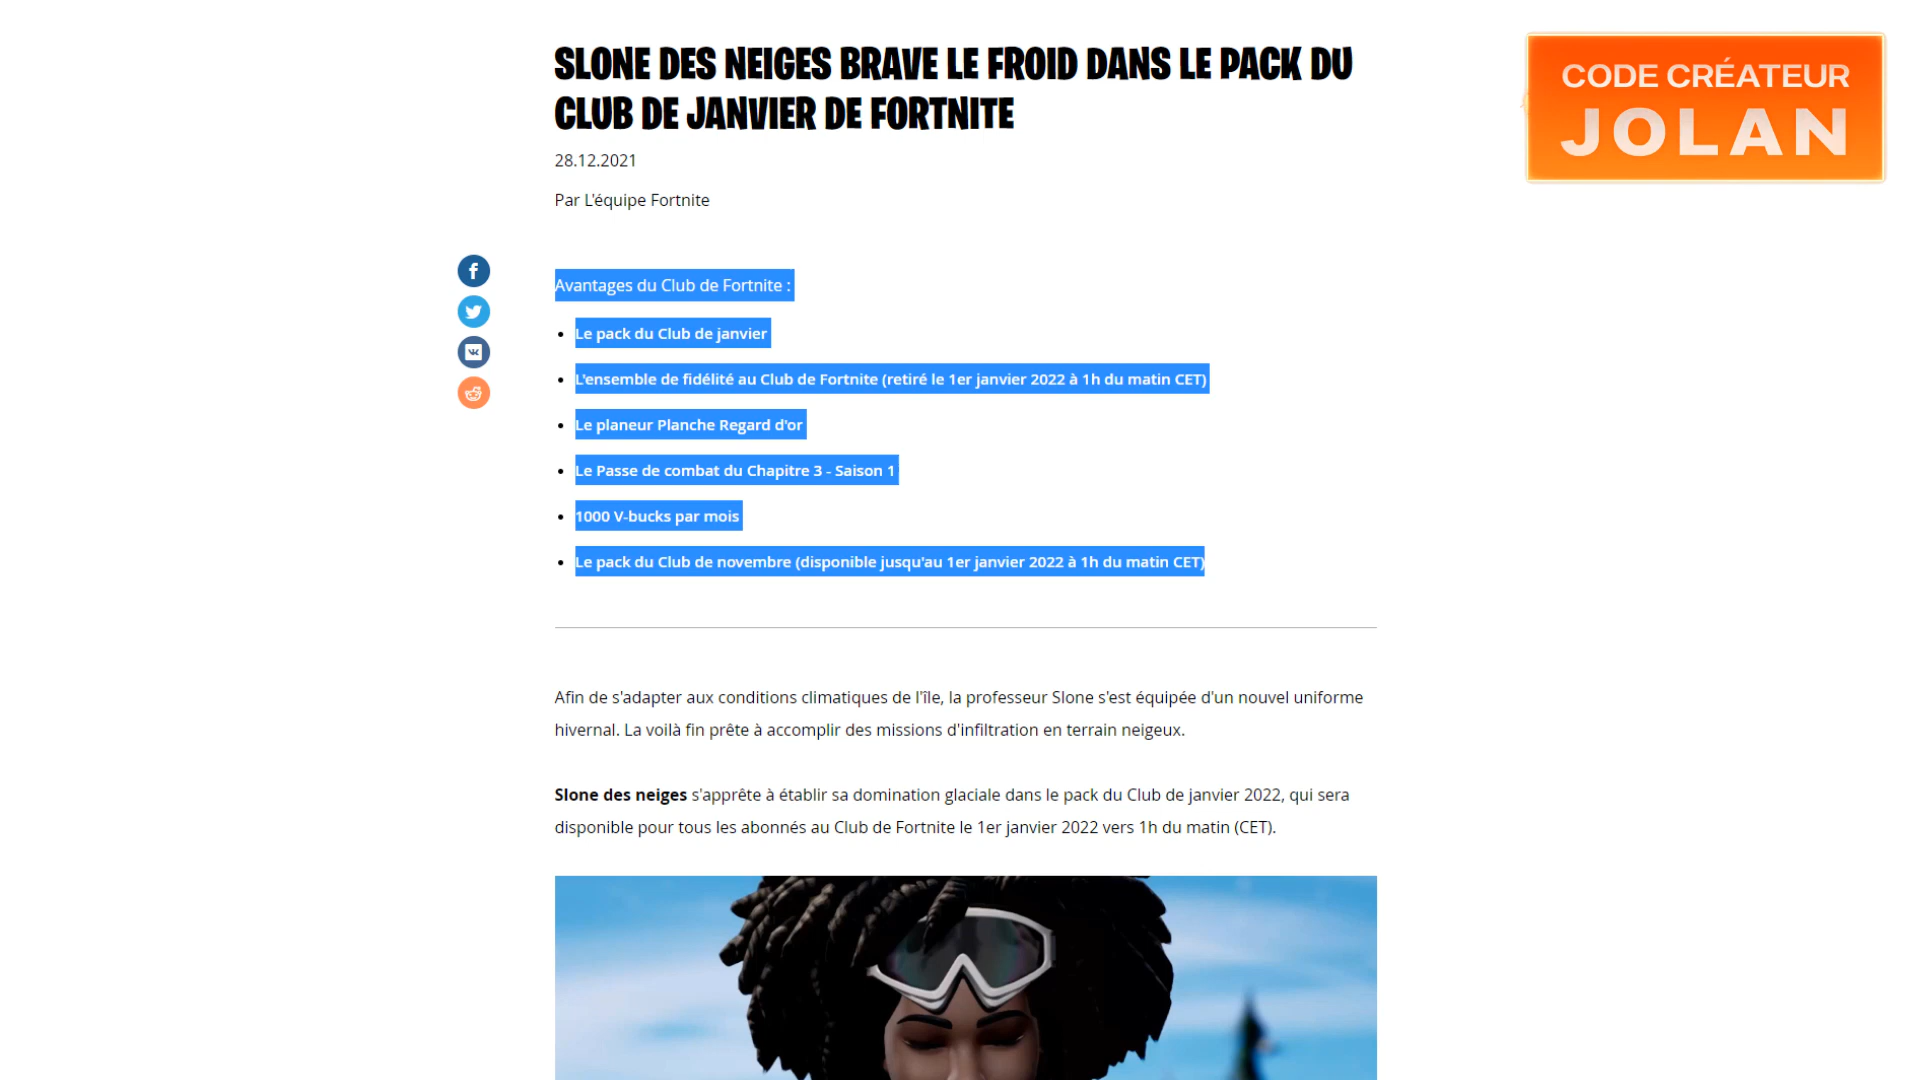 SLONE DES NEIGES BRAVE LE FROID DANS LE PACK DU
CLUB DE JANVIER DE FORTNITE
28.12.2021
Par L'équipe Fortnite
CODE CRÉATEUR
JOLAN
Avantages du Club de Fortnite :
• Le pack du Club de janvier
• L'ensemble de fidélité au Club de Fortnite (retiré le 1er janvier 2022 à 1h du matin CET)
• Le planeur Planche Regard d'or
• Le Passe de combat du Chapitre 3 - Saison 1
• 1000 V-bucks par mois
• Le pack du Club de novembre (disponible jusqu'au 1er janvier 2022 à 1h du matin CET)
Afin de s'adapter aux conditions climatiques de l'île, la professeur Slone s'est équipée d'un nouvel uniforme
hivernal. La voilà fin prête à accomplir des missions d'infiltration en terrain neigeux.
Slone des neiges s'apprête à établir sa domination glaciale dans le pack du Club de janvier 2022, qui sera
disponible pour tous les abonnés au Club de Fortnite le 1er janvier 2022 vers 1h du matin (CET).